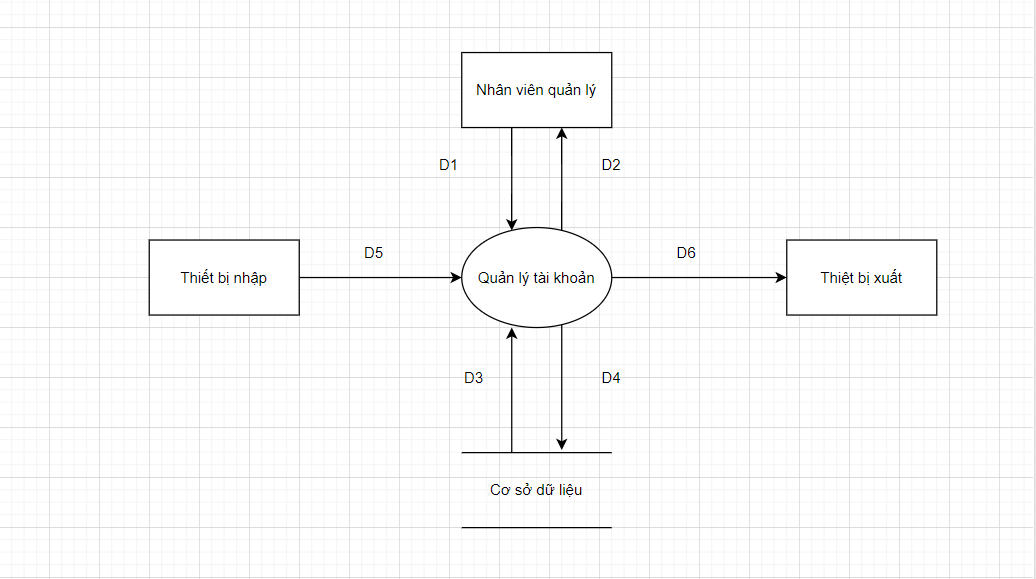 Nhân viên quản lý
D1
D2
Thiết bị nhập
D5
Quản lý tài khoản
D6
Thiệt bị xuất
D3
D4
Cơ sở dữ liệu